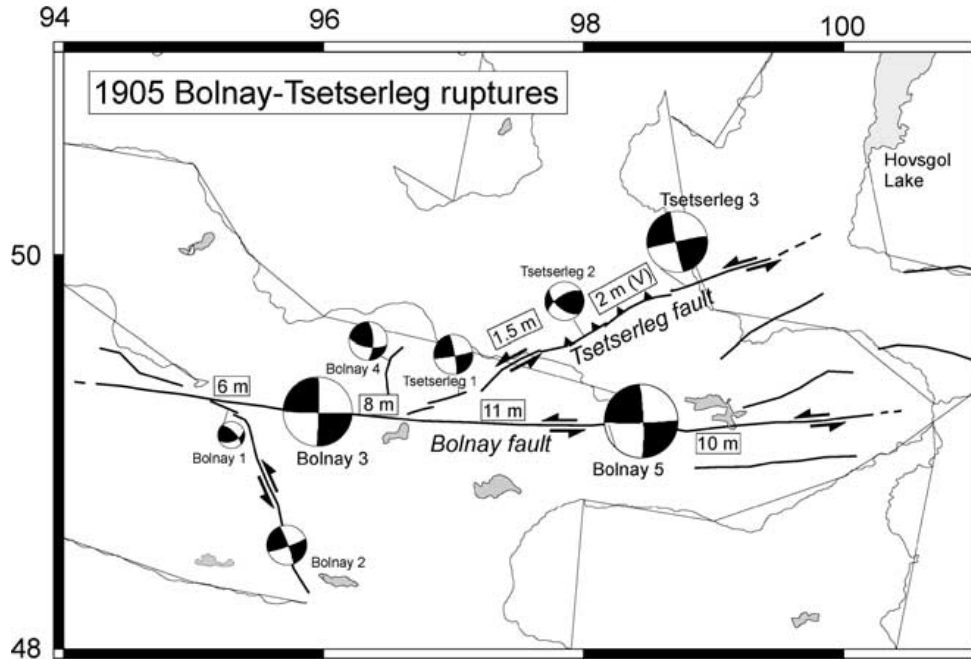 94 96 98 100
1905 Bolnay-Tsetserleg ruptures
Hovsgol
Lake
Tsetserleg 3
50
Tsetserleg 2
2 m (V)
1.5 m
Tsetserleg fault
Bolnay 4
Tsetserleg 1
6 m
8 m
11 m
10 m
Bolnay fault
Bolnay 1
Bolnay 3
Bolnay 5
Bolnay 2
48